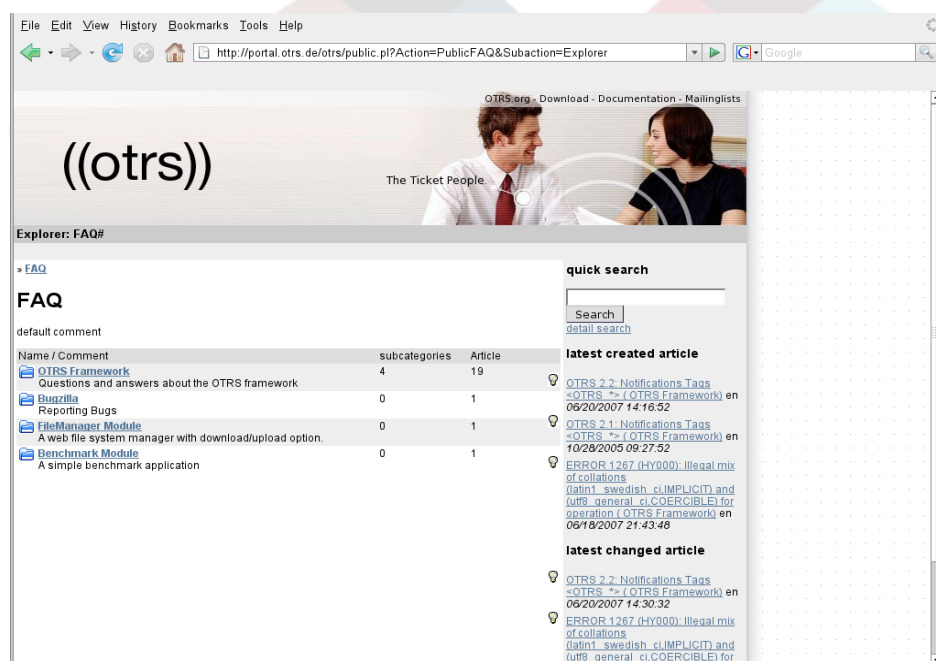 File Edit View History Bookmarks Tools Help
http://portal.otrs.de/otrs/public.pl?Action=PublicFAQ&Subaction=Explorer
G Google
OTRS.org - Download - Documentation - Mailinglists
((otrs))
The Ticket People.
Explorer: FAQ#
» FAQ
FAQ
default comment
Name / Comment subcategories Article
OTRS Framework 4 19
Questions and answers about the OTRS framework
Bugzilla 0 1
Reporting Bugs
FileManager Module 0 1
A web file system manager with download/upload option.
Benchmark Module 0 1
A simple benchmark application
quick search
Search
detail search
latest created article
OTRS 2.2: Notifications Tags
<OTRS_*> ( OTRS Framework) en
06/20/2007 14:16:52
OTRS 2.1: Notifications Tags
<OTRS_*> ( OTRS Framework) en
10/28/2005 09:27:52
ERROR 1267 (HY000): Illegal mix
of collations
(latin1_swedish_ci,IMPLICIT) and
(utf8_general_ci,COERCIBLE) for
operation ( OTRS Framework) en
06/18/2007 21:43:48
latest changed article
OTRS 2.2: Notifications Tags
<OTRS_*> ( OTRS Framework) en
06/20/2007 14:30:32
ERROR 1267 (HY000): Illegal mix
of collations
(latin1_swedish_ci,IMPLICIT) and
(utf8_general_ci,COERCIBLE) for